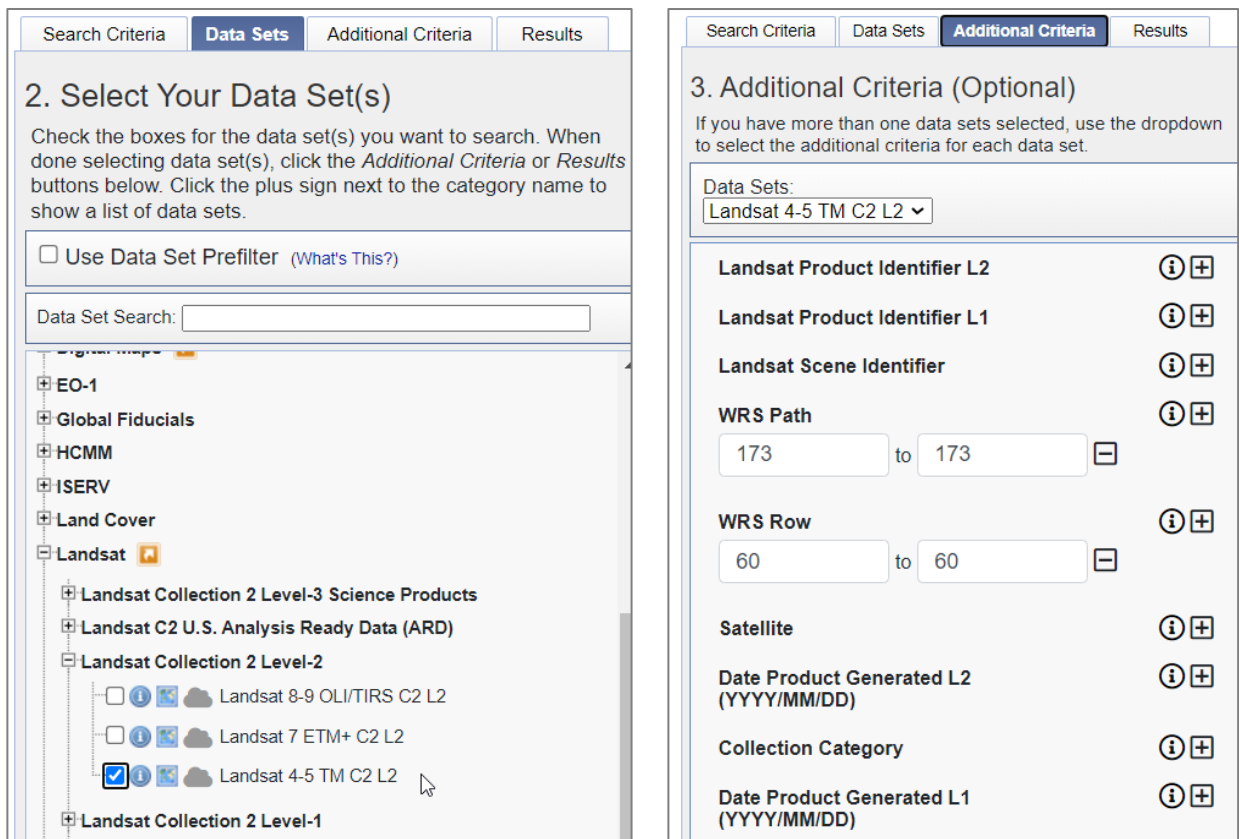 Search Criteria
Data Sets
Additional Criteria
Results
2. Select Your Data Set(s)
Check the boxes for the data set(s) you want to search. When
done selecting data set(s), click the Additional Criteria or Results
buttons below. Click the plus sign next to the category name to
show a list of data sets.
Use Data Set Prefilter (What's This?)
Data Set Search:
Digital Maps
EO-1
Global Fiducials
HCMM
ISERV
Land Cover
Landsat
Landsat Collection 2 Level-3 Science Products
Landsat C2 U.S. Analysis Ready Data (ARD)
Landsat Collection 2 Level-2
Landsat 8-9 OLI/TIRS C2 L2
Landsat 7 ETM+ C2 L2
Landsat 4-5 TM C2 L2
Landsat Collection 2 Level-1
Search Criteria
Data Sets
Additional Criteria
Results
3. Additional Criteria (Optional)
If you have more than one data sets selected, use the dropdown
to select the additional criteria for each data set.
Data Sets:
Landsat 4-5 TM C2 L2
Landsat Product Identifier L2
Landsat Product Identifier L1
Landsat Scene Identifier
WRS Path
173 to 173
WRS Row
60 to 60
Satellite
Date Product Generated L2
(YYYY/MM/DD)
Collection Category
Date Product Generated L1
(YYYY/MM/DD)